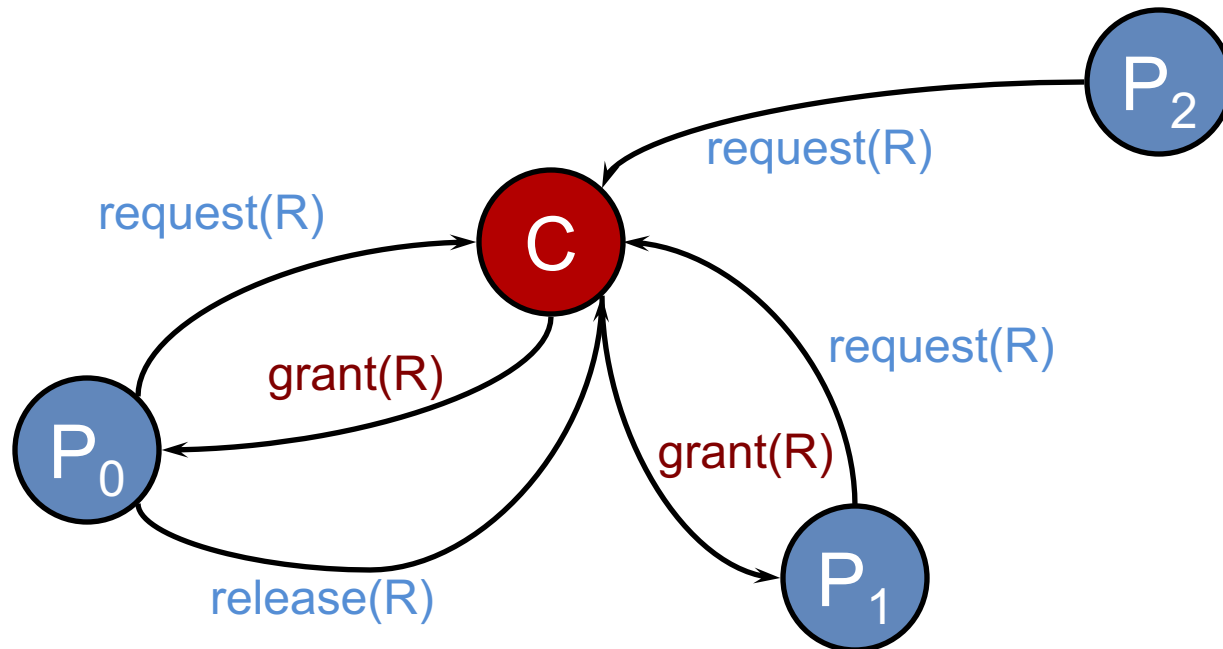 P2
request(R)
request(R)
C
request(R)
grant(R)
grant(R)
P0
P1
release(R)